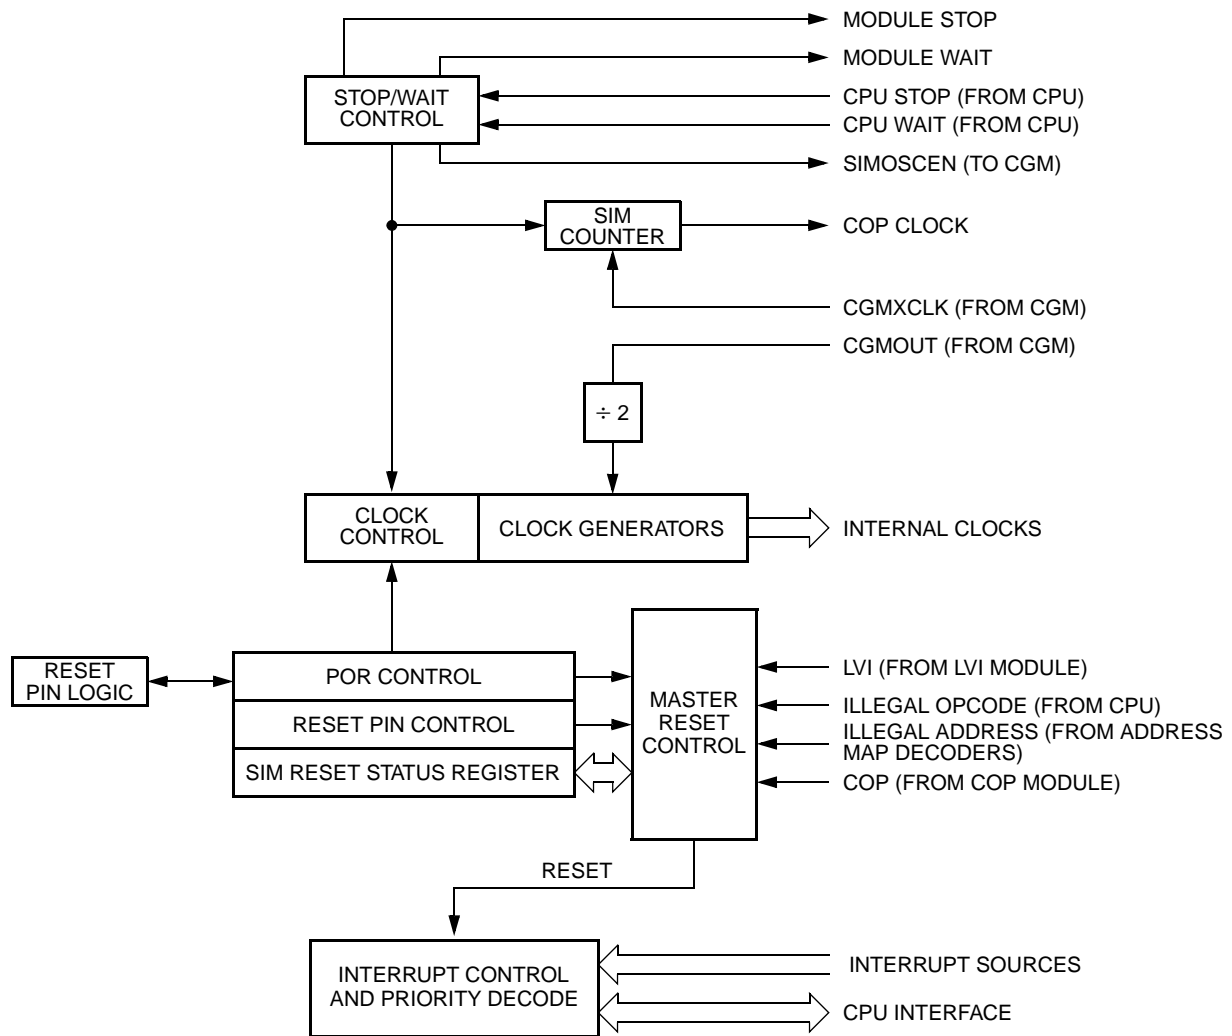 MODULE STOP
MODULE WAIT
STOP/WAIT
CONTROL
CPU STOP (FROM CPU)
CPU WAIT (FROM CPU)
SIMOSCEN (TO CGM)
SIM
COUNTER
COP CLOCK
CGMXCLK (FROM CGM)
CGMOUT (FROM CGM)
÷ 2
CLOCK
CONTROL
CLOCK GENERATORS
INTERNAL CLOCKS
RESET
PIN LOGIC
POR CONTROL
RESET PIN CONTROL
SIM RESET STATUS REGISTER
MASTER
RESET
CONTROL
LVI (FROM LVI MODULE)
ILLEGAL OPCODE (FROM CPU)
ILLEGAL ADDRESS (FROM ADDRESS
MAP DECODERS)
COP (FROM COP MODULE)
RESET
INTERRUPT CONTROL
AND PRIORITY DECODE
INTERRUPT SOURCES
CPU INTERFACE